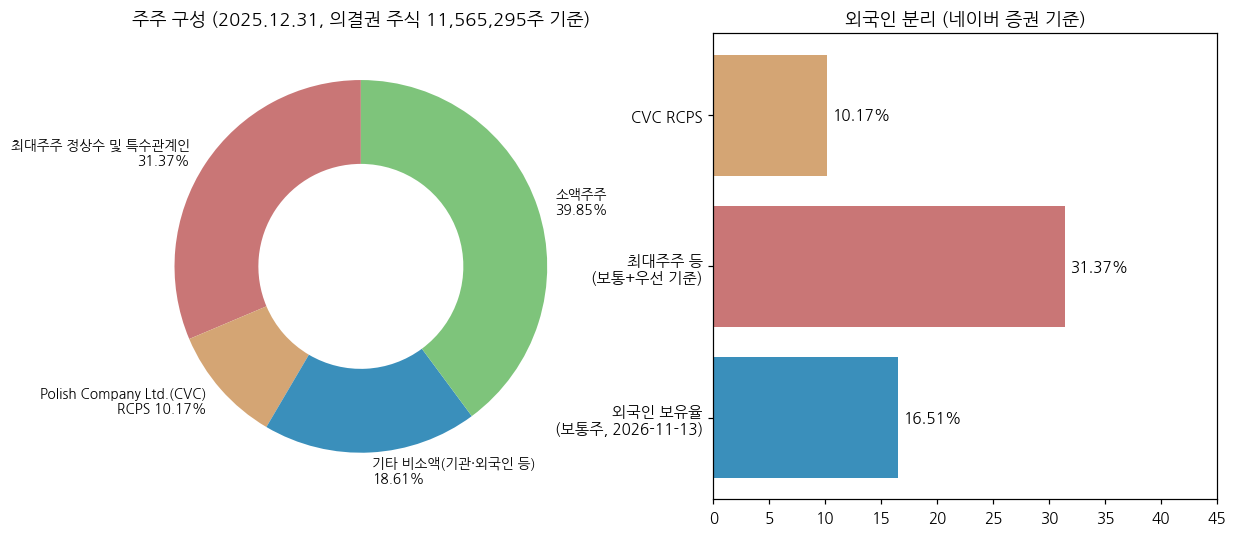 주주 구성 (2025.12.31, 의결권 주식 11,565,295주 기준)
최대주주 정상수 및 특수관계인
31.37%
소액주주
39.85%
Polish Company Ltd.(CVC)
RCPS 10.17%
기타 비소액(기관·외국인 등)
18.61%
외국인 분리 (네이버 증권 기준)
CVC RCPS
10.17%
최대주주 등
(보통+우선 기준)
31.37%
외국인 보유율
(보통주, 2026-11-13)
16.51%
0 5 10 15 20 25 30 35 40 45